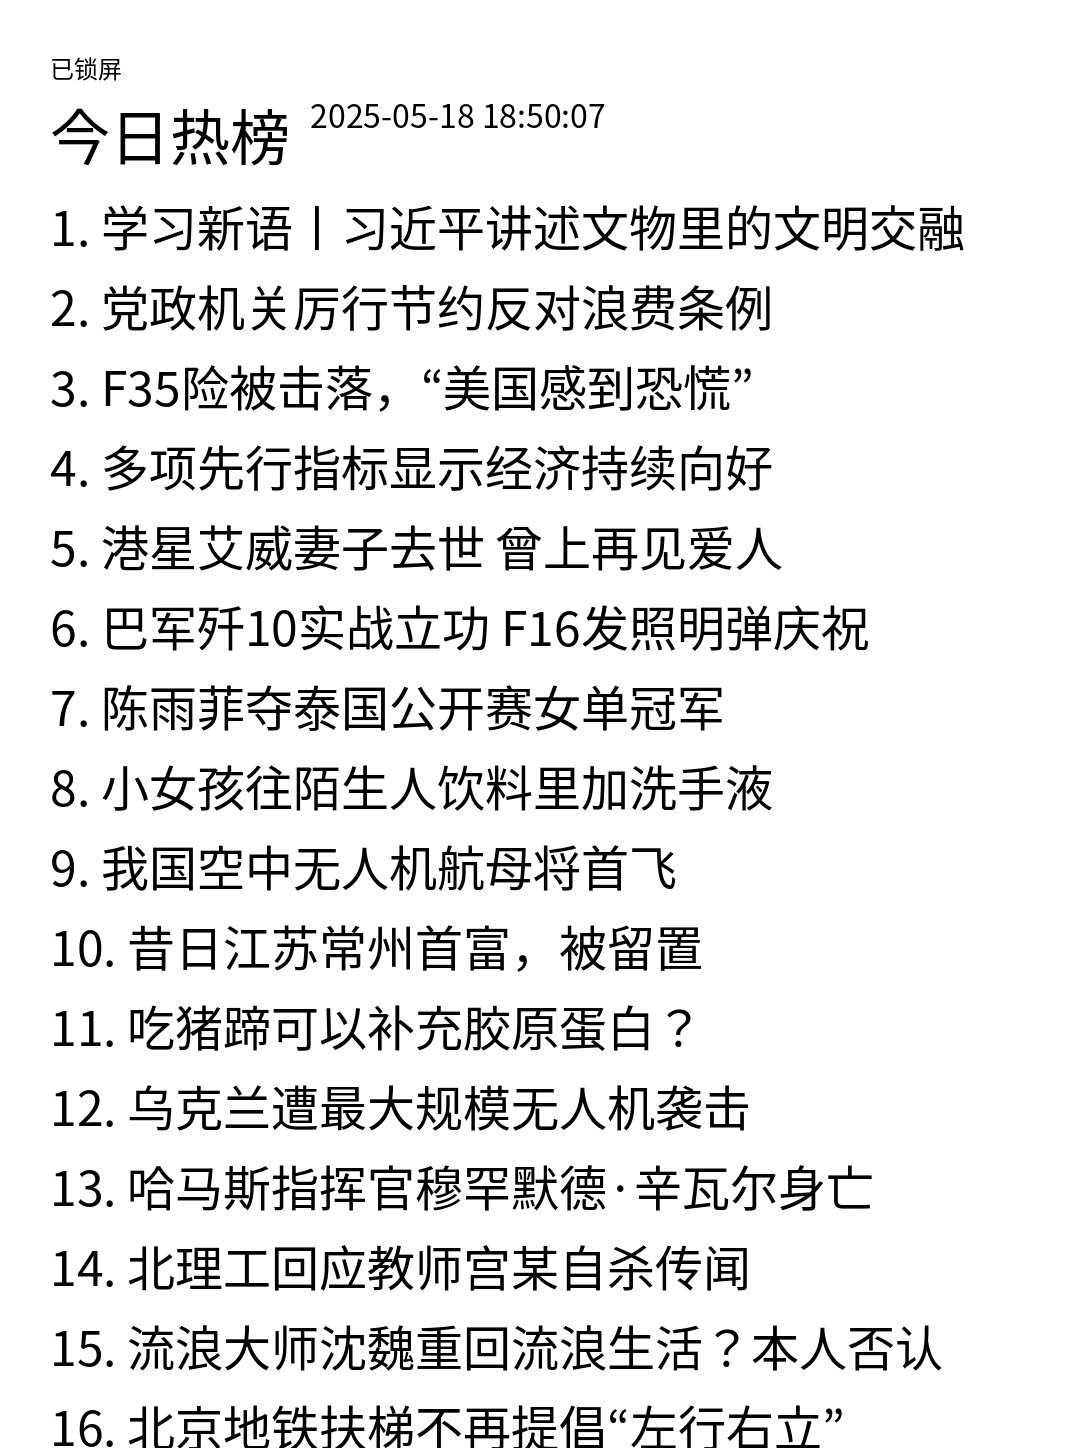 已锁屏
今日热榜 2025-05-18 18:50:07
1. 学习新语丨习近平讲述文物里的文明交融
2. 党政机关厉行节约反对浪费条例
3. F35险被击落，“美国感到恐慌”
4. 多项先行指标显示经济持续向好
5. 港星艾威妻子去世 曾上再见爱人
6. 巴军歼10实战立功 F16发照明弹庆祝
7. 陈雨菲夺泰国公开赛女单冠军
8. 小女孩往陌生人饮料里加洗手液
9. 我国空中无人机航母将首飞
10. 昔日江苏常州首富，被留置
11. 吃猪蹄可以补充胶原蛋白？
12. 乌克兰遭最大规模无人机袭击
13. 哈马斯指挥官穆罕默德·辛瓦尔身亡
14. 北理工回应教师宫某自杀传闻
15. 流浪大师沈魏重回流浪生活？本人否认
16. 北京地铁扶梯不再提倡“左行右立”